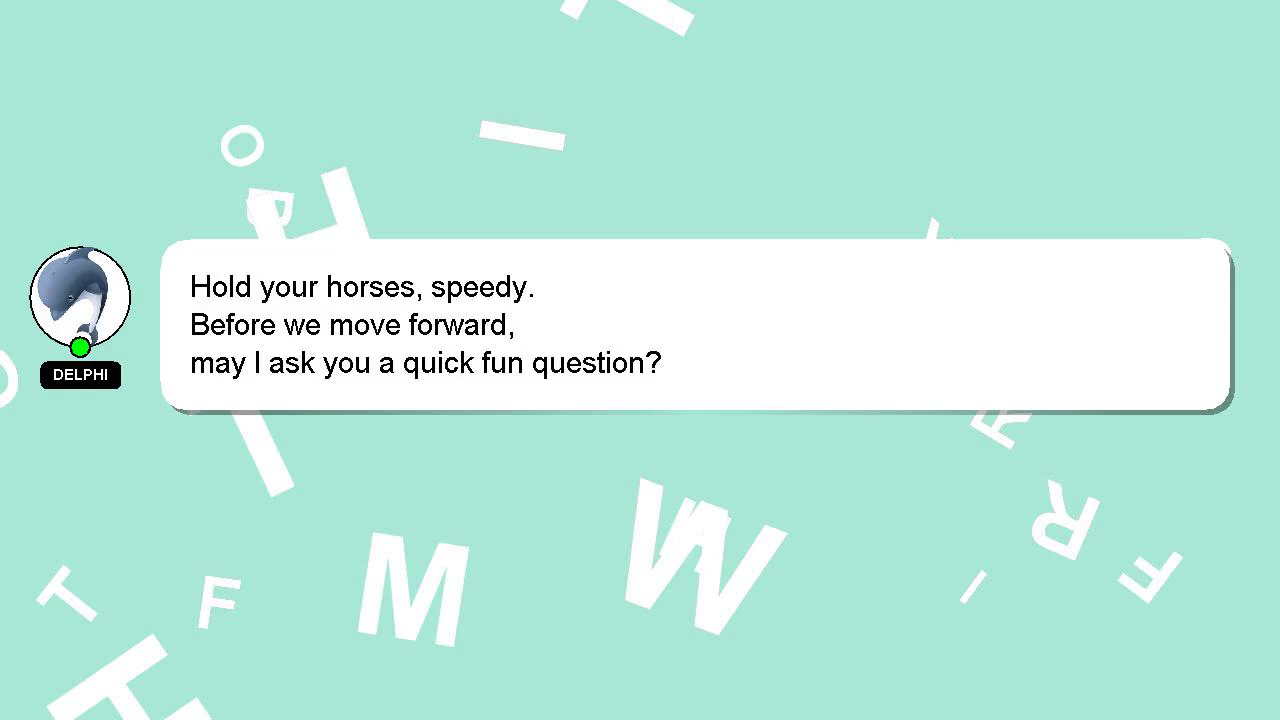 Hold your horses, speedy.
Before we move forward,
may I ask you a quick fun question?
DELPHI
O
I
T
F
M
W
R
R
F
I
H